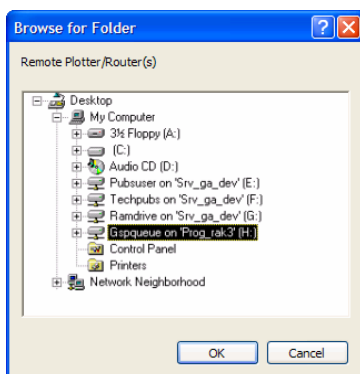 Browse for Folder
Remote Plotter/Router(s)
Desktop
My Computer
3½ Floppy (A:)
(C:)
Audio CD (D:)
Pubsuser on 'Srv_ga_dev' (E:)
Techpubs on 'Srv_ga_dev' (F:)
Ramdrive on 'Srv_ga_dev' (G:)
Gspqueue on 'Prog_rak3' (H:)
Control Panel
Printers
Network Neighborhood
OK Cancel